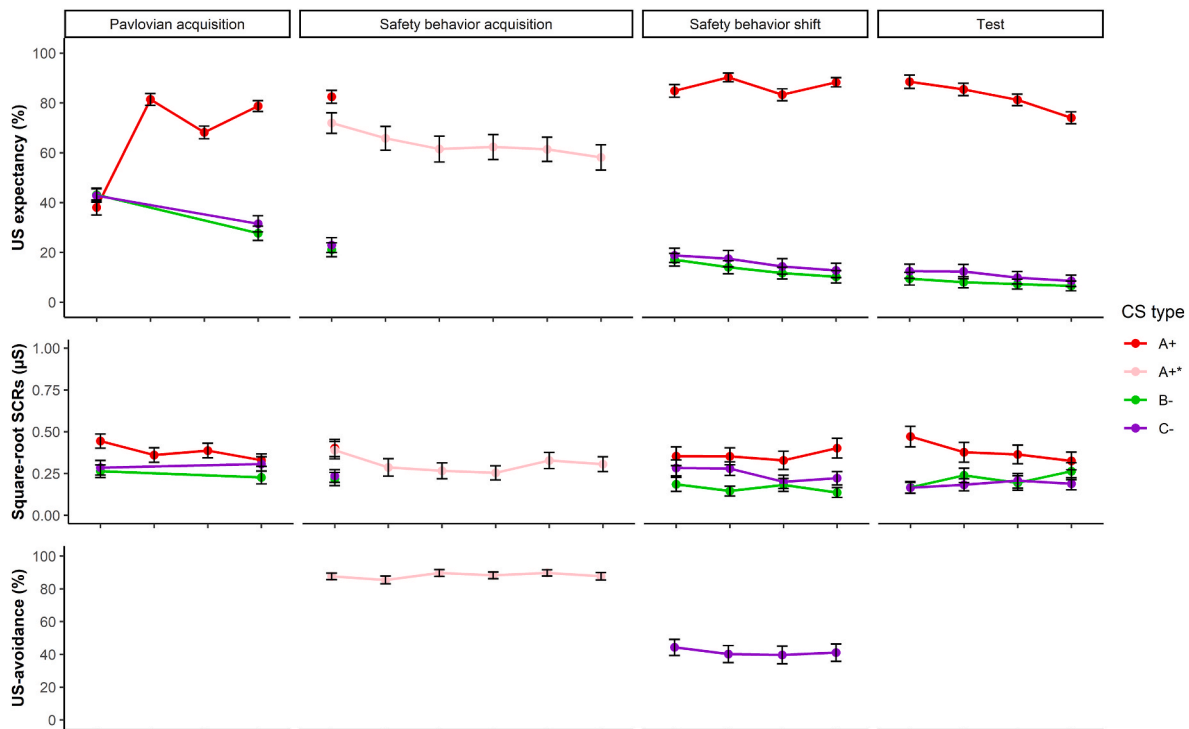 Pavlovian acquisition Safety behavior acquisition Safety behavior shift Test
US expectancy (%)
100
80
60
40
20
0
Square-root SCRs (µS)
1.00
0.75
0.50
0.25
0.00
US-avoidance (%)
100
80
60
40
20
0
CS type
A+
A+*
B-
C-